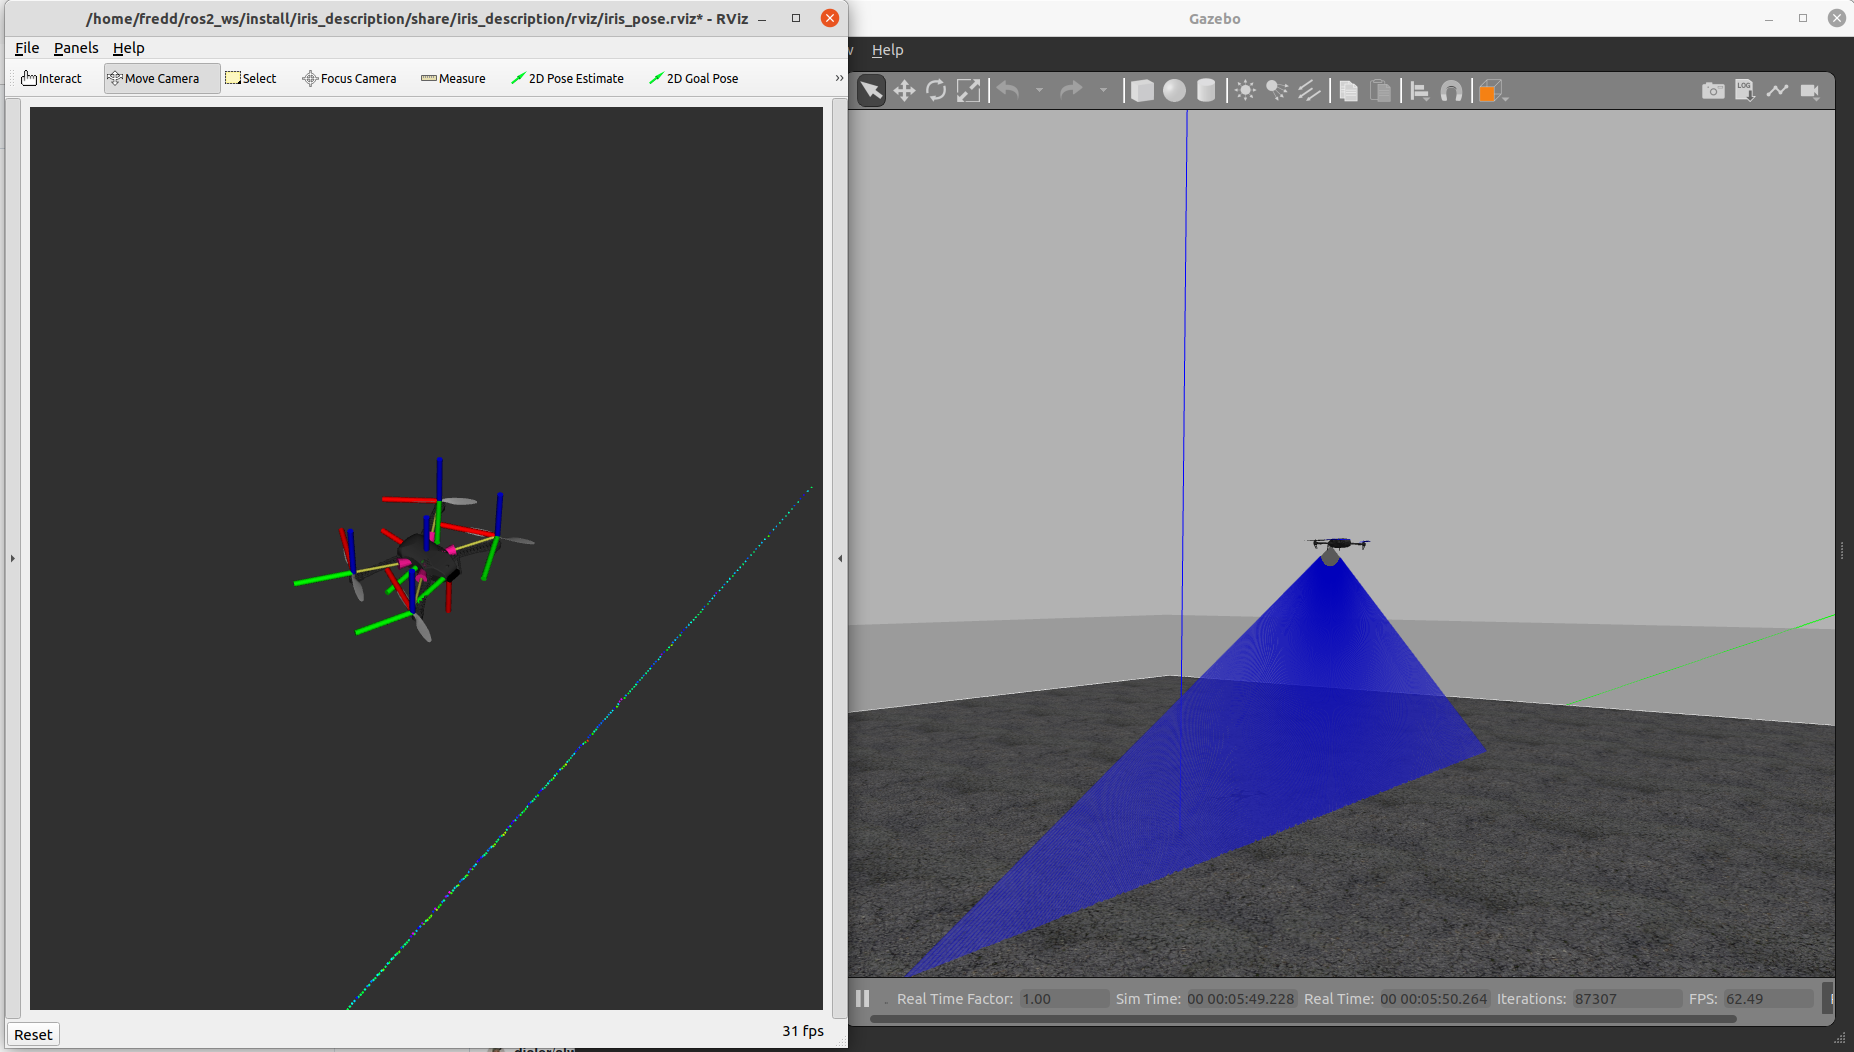 /home/fredd/ros2_ws/install/iris_description/share/iris_description/rviz/iris_pose.rviz* - RViz
File Panels Help
Interact Move Camera Select Focus Camera Measure 2D Pose Estimate 2D Goal Pose »
Reset
31 fps
Gazebo
Help
LOG
Real Time Factor: 1.00 Sim Time: 00 00:05:49.228 Real Time: 00 00:05:50.264 Iterations: 87307 FPS: 62.49